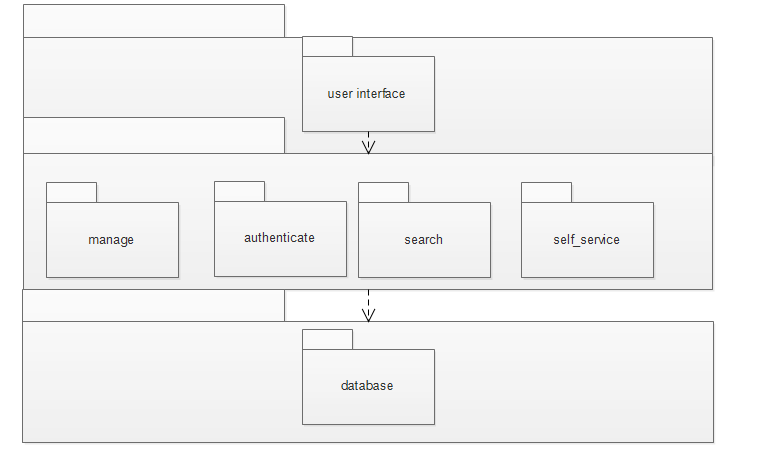 user interface
manage
authenticate
search
self_service
database